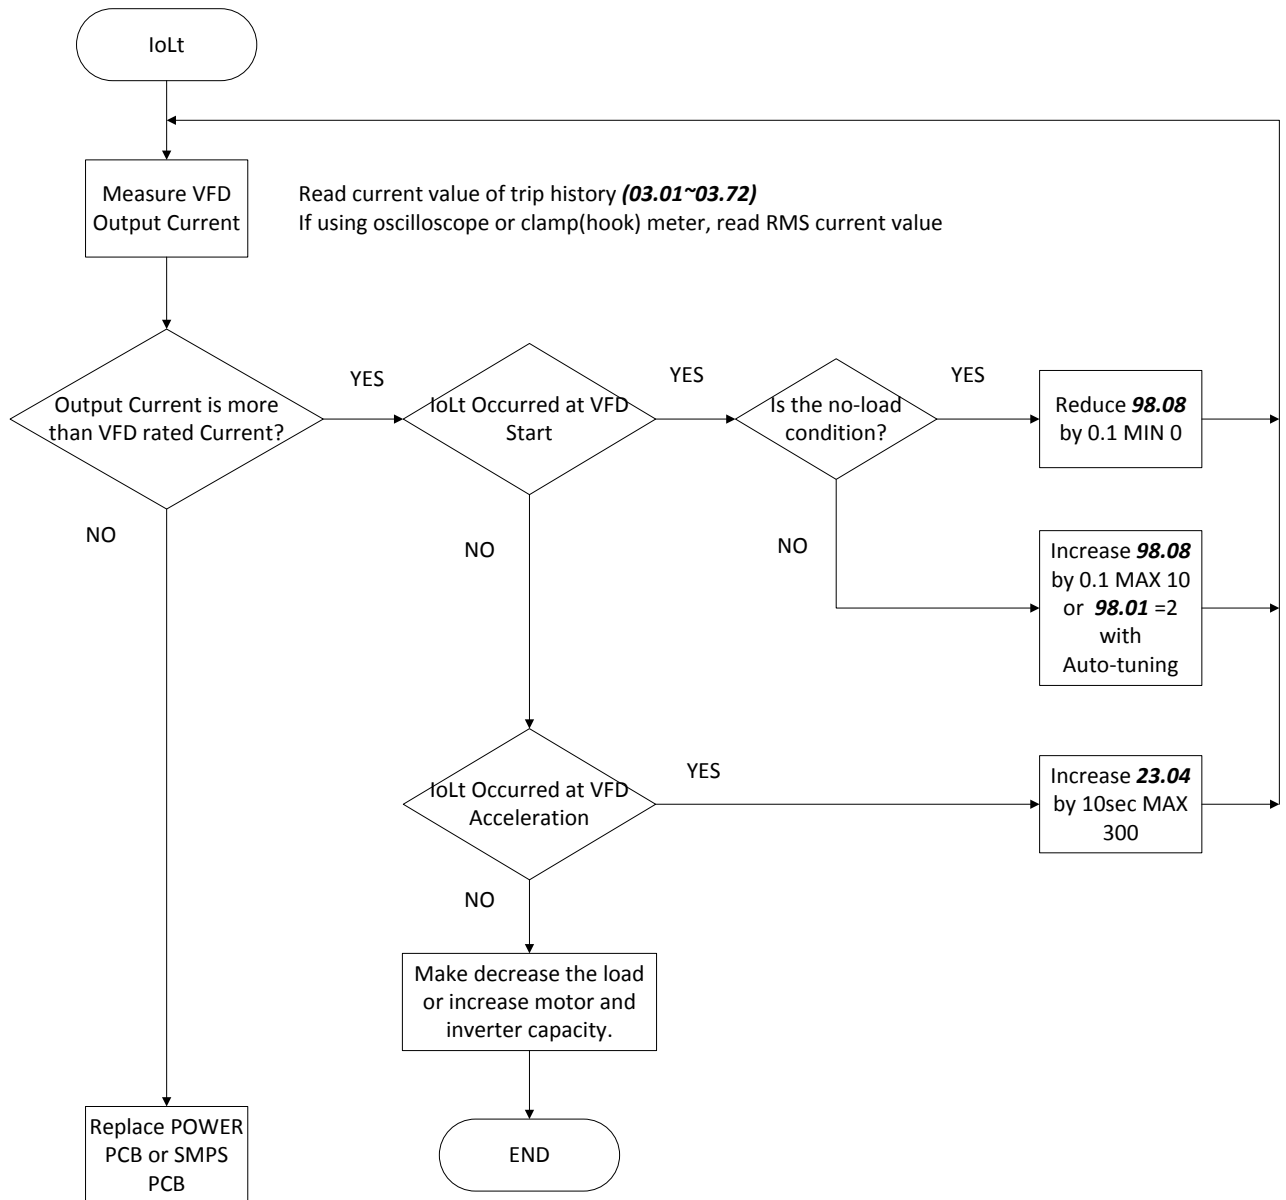 IoLt
Measure VFD
Output Current
Read current value of trip history (03.01~03.72)
If using oscilloscope or clamp(hook) meter, read RMS current value
Output Current is more
than VFD rated Current?
YES
IoLt Occurred at VFD
Start
YES
Is the no-load
condition?
YES
Reduce 98.08
by 0.1 MIN 0
NO
NO
NO
Increase 98.08
by 0.1 MAX 10
or 98.01 =2
with
Auto-tuning
IoLt Occurred at VFD
Acceleration
YES
Increase 23.04
by 10sec MAX
300
NO
Make decrease the load
or increase motor and
inverter capacity.
Replace POWER
PCB or SMPS
PCB
END